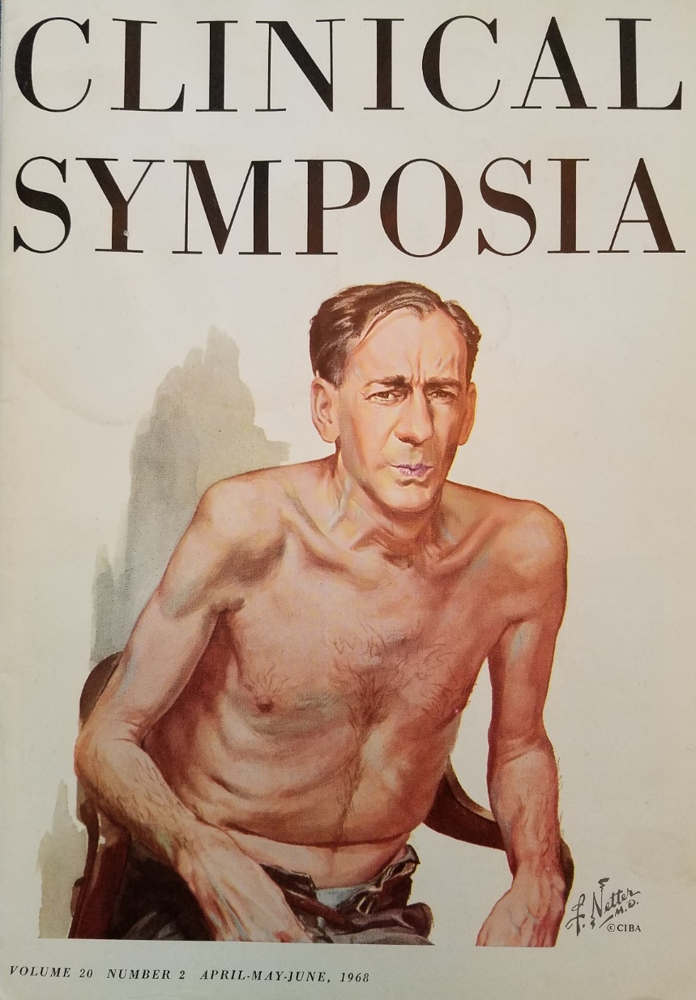 CLINICAL
SYMPOSIA
F. Netter
M.D.
©CIBA
VOLUME 20 NUMBER 2 APRIL-MAY-JUNE, 1968